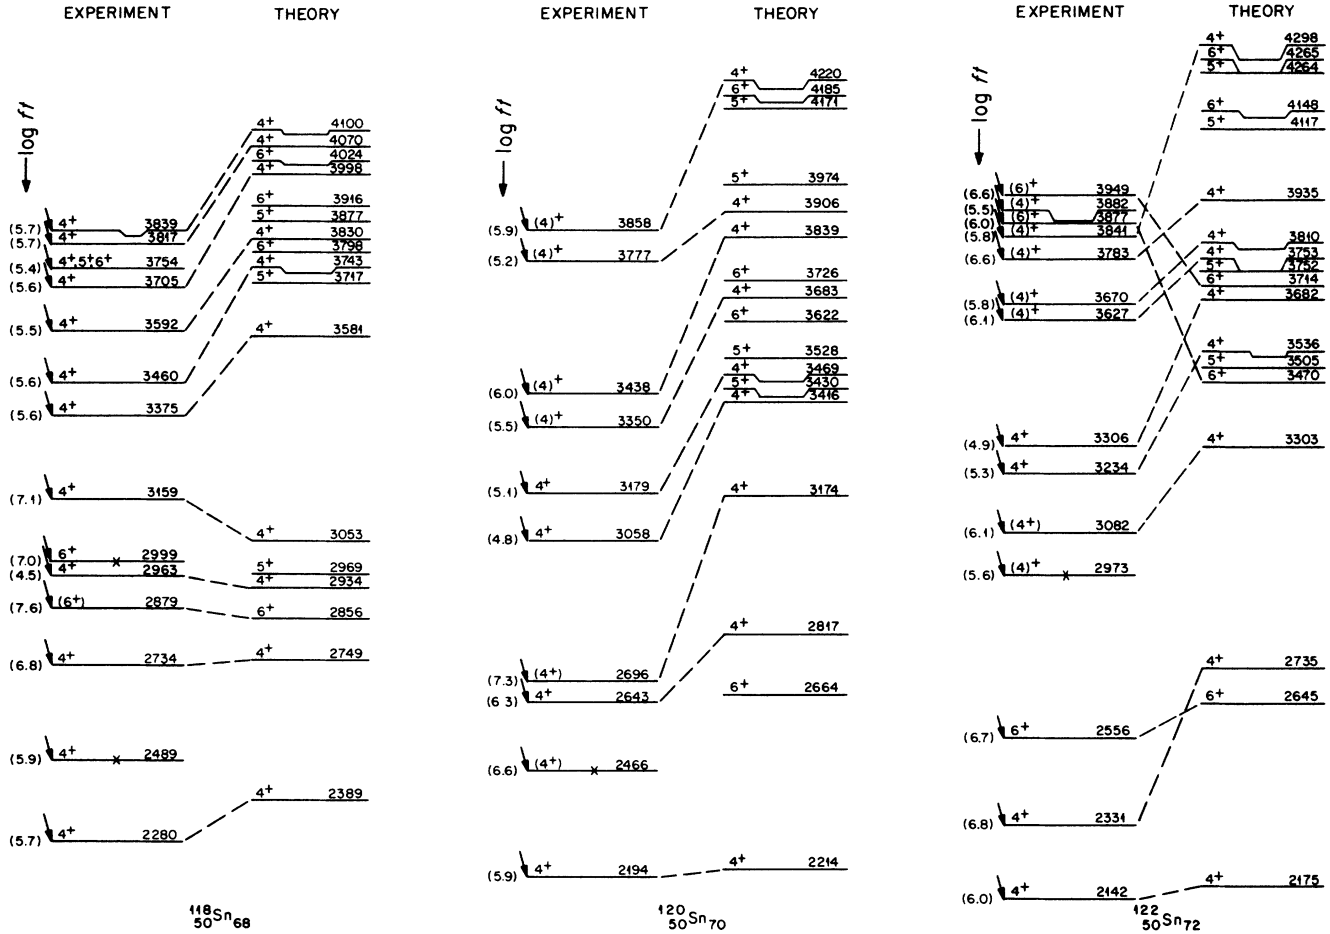 EXPERIMENT THEORY
log ft
(5.7) 4+ 3839
(5.7) 4+ 3817
(5.4) 4+,5+,6+ 3754
(5.6) 4+ 3705
(5.5) 4+ 3592
(5.6) 4+ 3460
(5.6) 4+ 3375
(7.1) 4+ 3159
(7.0) 6+ 2999
(4.5) 4+ 2963
(7.6) (6+) 2879
(6.8) 4+ 2734
(5.9) 4+ 2489
(5.7) 4+ 2280
4+ 4100
4+ 4070
6+ 4024
4+ 3998
6+ 3916
5+ 3877
4+ 3830
6+ 3798
4+ 3743
5+ 3717
4+ 3581
4+ 3053
5+ 2969
4+ 2934
6+ 2856
4+ 2749
4+ 2389
118 50 Sn 68
EXPERIMENT THEORY
log ft
(5.9) (4)+ 3858
(5.2) (4)+ 3777
(6.0) (4)+ 3438
(5.5) (4)+ 3350
(5.1) 4+ 3179
(4.8) 4+ 3058
(7.3) (4+) 2696
(6.3) 4+ 2643
(6.6) (4+) 2466
(5.9) 4+ 2194
4+ 4220
6+ 4185
5+ 4171
5+ 3974
4+ 3906
4+ 3839
6+ 3726
4+ 3683
6+ 3622
5+ 3528
4+ 3469
5+ 3430
4+ 3416
4+ 3174
4+ 2817
6+ 2664
4+ 2214
120 50 Sn 70
EXPERIMENT THEORY
log ft
(6.6) (6)+ 3949
(5.5) (4)+ 3882
(6.0) (6)+ 3877
(5.8) (4)+ 3841
(6.6) (4)+ 3783
(5.8) (4)+ 3670
(6.1) (4)+ 3627
(4.9) 4+ 3306
(5.3) 4+ 3234
(6.1) (4+) 3082
(5.6) (4)+ 2973
(6.7) 6+ 2556
(6.8) 4+ 2331
(6.0) 4+ 2142
4+ 4298
6+ 4265
5+ 4264
6+ 4148
5+ 4117
4+ 3935
4+ 3810
4+ 3753
5+ 3752
6+ 3714
4+ 3682
4+ 3536
5+ 3505
6+ 3470
4+ 3303
4+ 2735
6+ 2645
4+ 2175
122 50 Sn 72